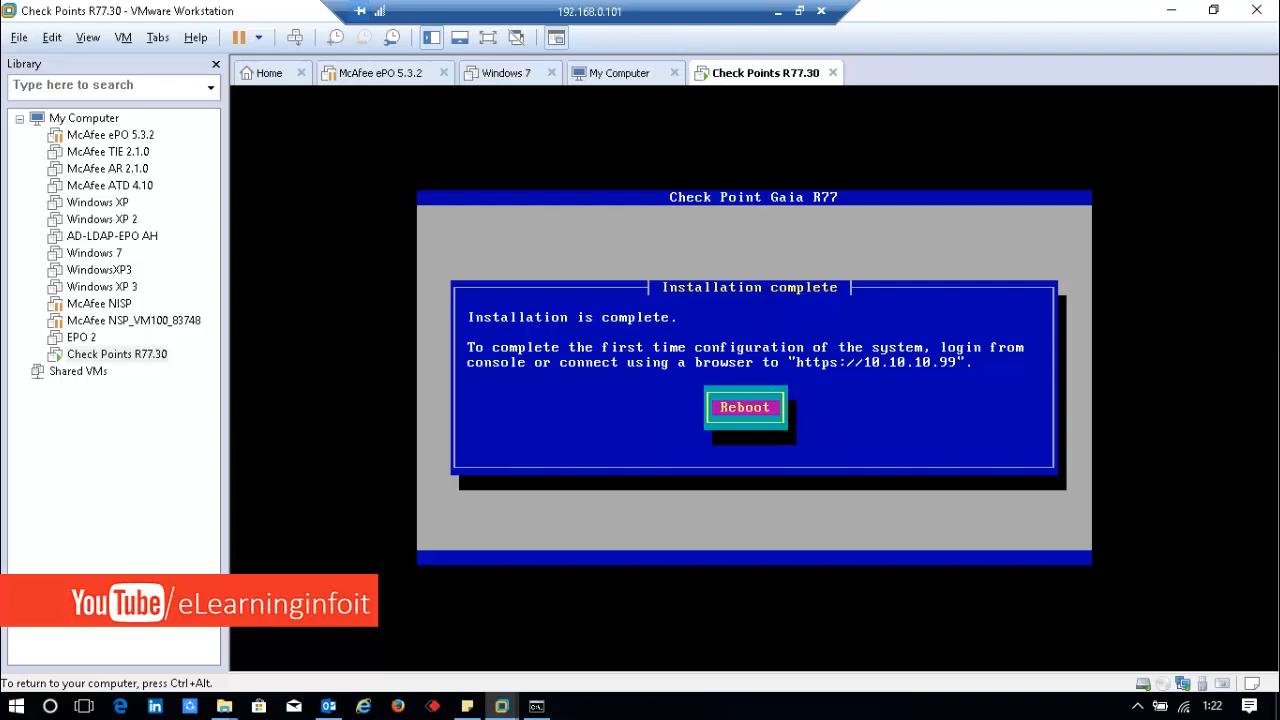 Check Points R77.30 - VMware Workstation
192.168.0.101
File Edit View VM Tabs Help
Library
Type here to search
Home
McAfee ePO 5.3.2
Windows 7
My Computer
Check Points R77.30
My Computer
McAfee ePO 5.3.2
McAfee TIE 2.1.0
McAfee AR 2.1.0
McAfee ATD 4.10
Windows XP
Windows XP 2
AD-LDAP-EPO AH
Windows 7
WindowsXP3
Windows XP 3
McAfee NISP
McAfee NSP_VM100_83748
EPO 2
Check Points R77.30
Shared VMs
Check Point Gaia R77
Installation complete
Installation is complete.
To complete the first time configuration of the system, login from
console or connect using a browser to "https://10.10.10.99".
Reboot
YouTube/eLearninginfoit
To return to your computer, press Ctrl+Alt.
1:22